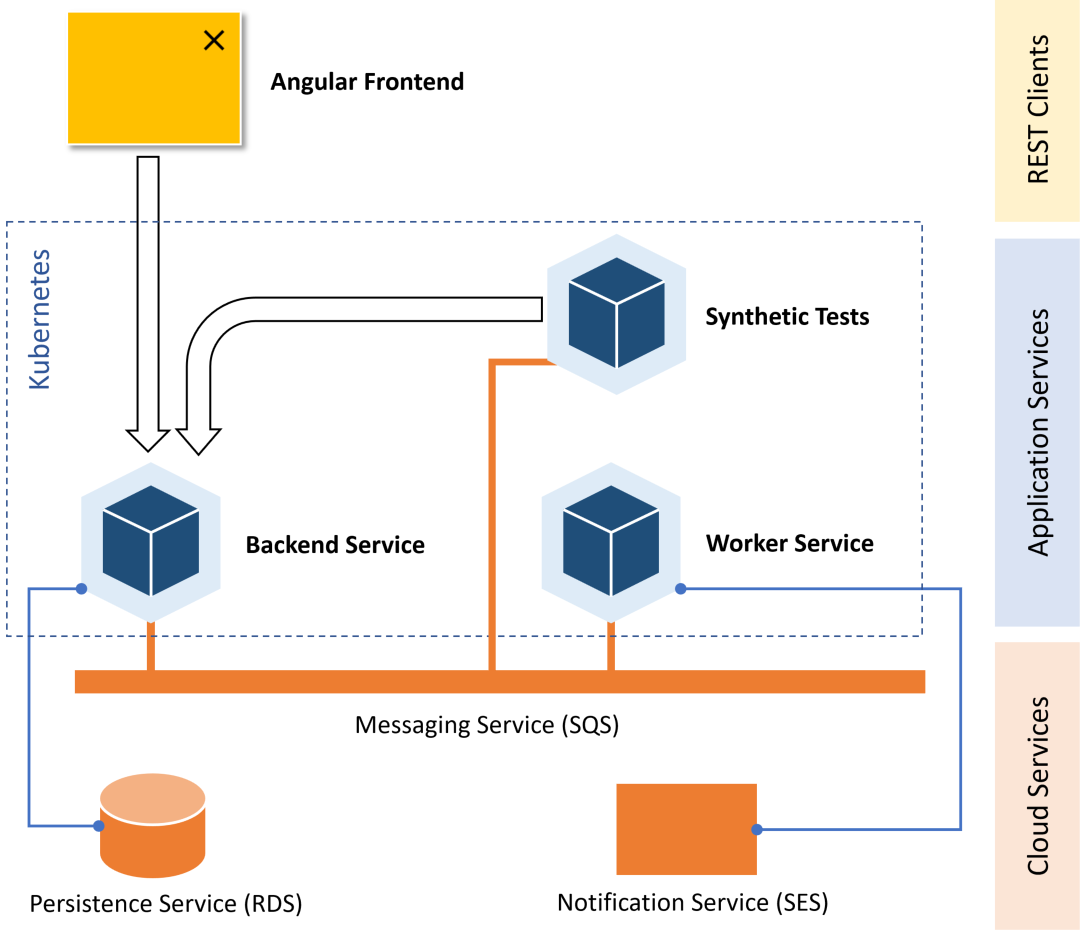 Angular Frontend
REST Clients
Kubernetes
Synthetic Tests
Application Services
Backend Service
Worker Service
Messaging Service (SQS)
Cloud Services
Persistence Service (RDS)
Notification Service (SES)